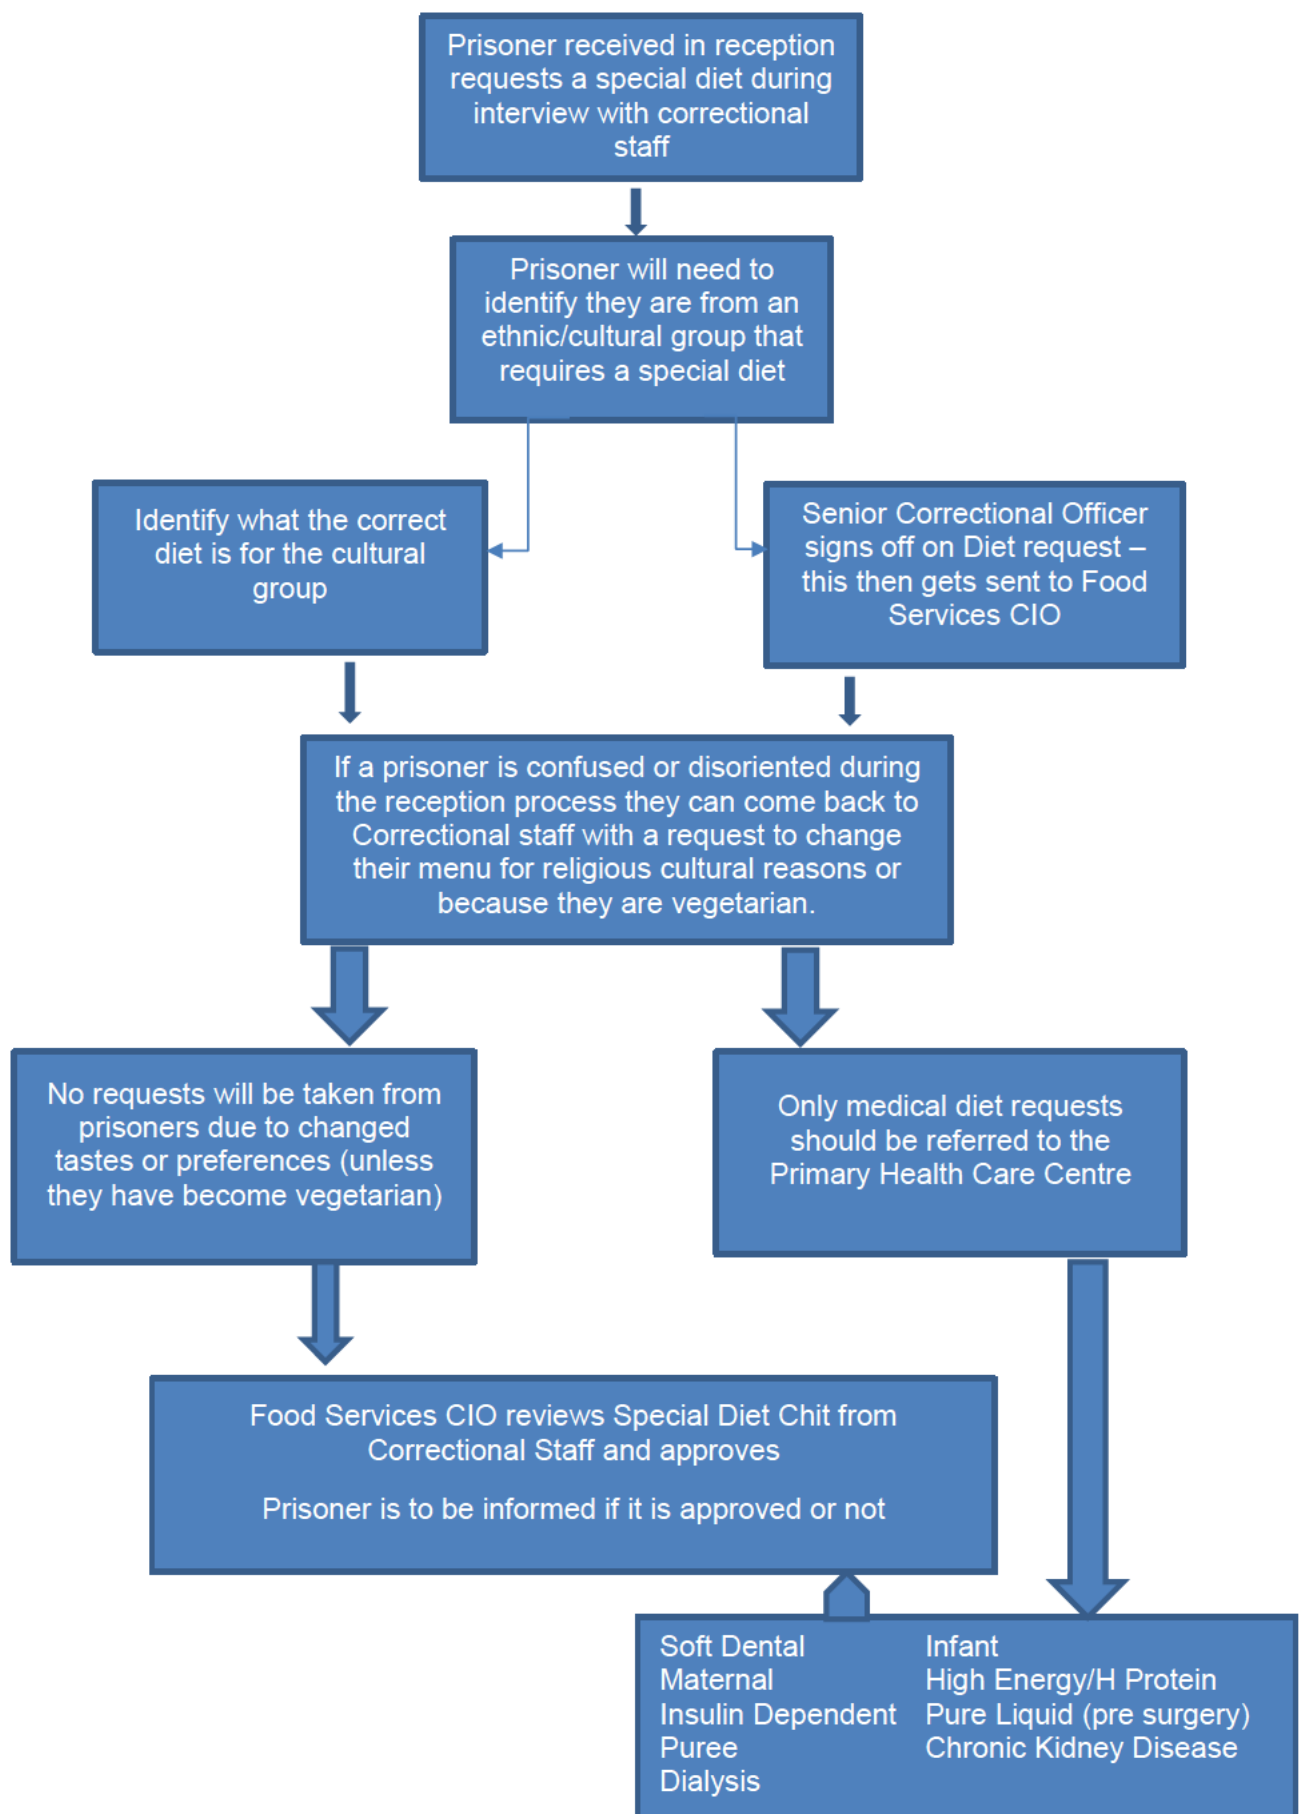 Prisoner received in reception
requests a special diet during
interview with correctional
staff
Prisoner will need to
identify they are from an
ethnic/cultural group that
requires a special diet
Identify what the correct
diet is for the cultural
group
Senior Correctional Officer
signs off on Diet request –
this then gets sent to Food
Services CIO
If a prisoner is confused or disoriented during
the reception process they can come back to
Correctional staff with a request to change
their menu for religious cultural reasons or
because they are vegetarian.
No requests will be taken from
prisoners due to changed
tastes or preferences (unless
they have become vegetarian)
Only medical diet requests
should be referred to the
Primary Health Care Centre
Food Services CIO reviews Special Diet Chit from
Correctional Staff and approves
Prisoner is to be informed if it is approved or not
Soft Dental
Maternal
Insulin Dependent
Puree
Dialysis
Infant
High Energy/H Protein
Pure Liquid (pre surgery)
Chronic Kidney Disease